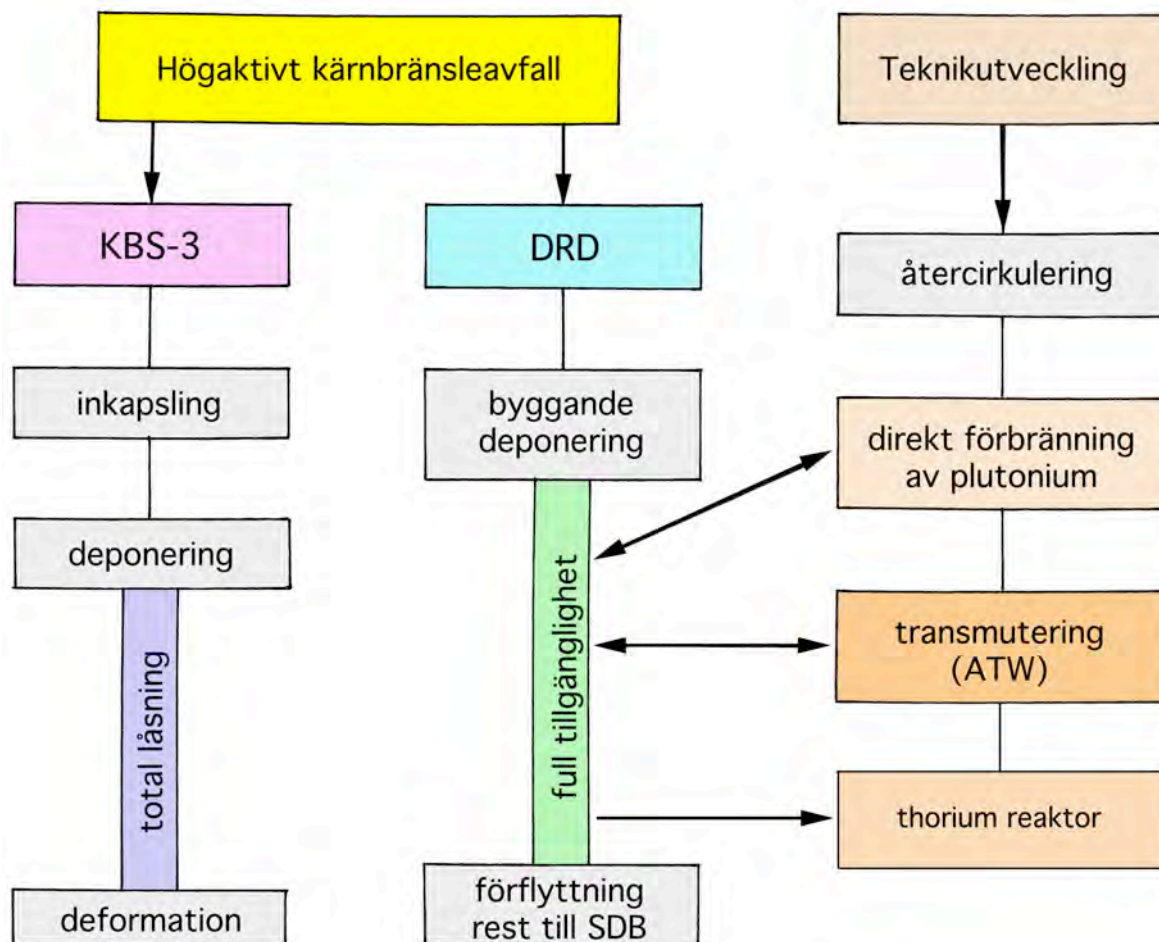 Högaktivt kärnbränsleavfall
Teknikutveckling
KBS-3
DRD
återcirkulering
inkapsling
byggande
deponering
direkt förbränning
av plutonium
deponering
total låsning
full tillgänglighet
transmutering
(ATW)
thorium reaktor
deformation
förflyttning
rest till SDB